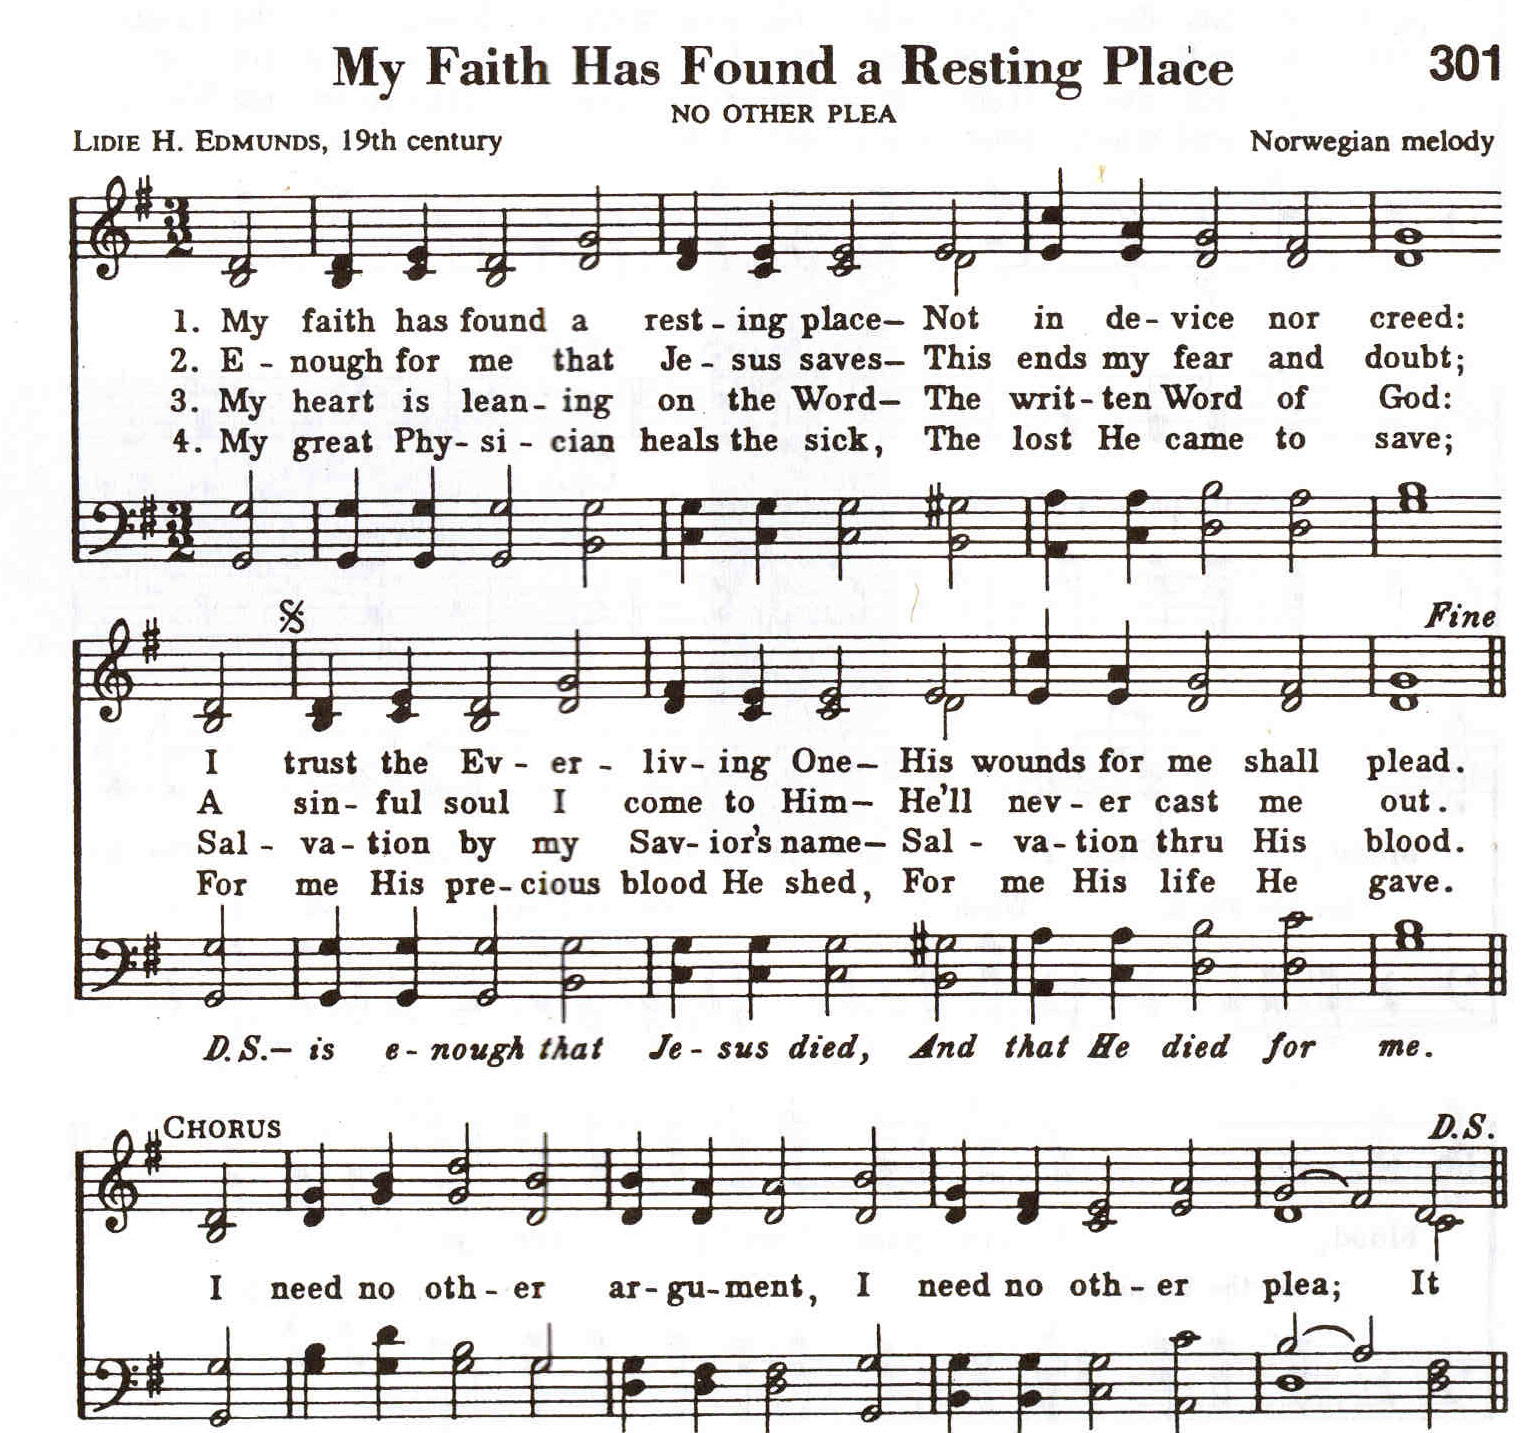 My Faith Has Found a Resting Place 301
NO OTHER PLEA
LIDIE H. EDMUNDS, 19th century Norwegian melody
1. My faith has found a rest - ing place— Not in de - vice nor creed:
2. E - nough for me that Je - sus saves— This ends my fear and doubt;
3. My heart is lean - ing on the Word— The writ - ten Word of God:
4. My great Phy - si - cian heals the sick, The lost He came to save;
Fine
I trust the Ev - er - liv - ing One— His wounds for me shall plead.
A sin - ful soul I come to Him— He'll nev - er cast me out.
Sal - va - tion by my Sav - ior's name— Sal - va - tion thru His blood.
For me His pre - cious blood He shed, For me His life He gave.
D.S.— is e - nough that Je - sus died, And that He died for me.
CHORUS D.S.
I need no oth - er ar - gu - ment, I need no oth - er plea; It